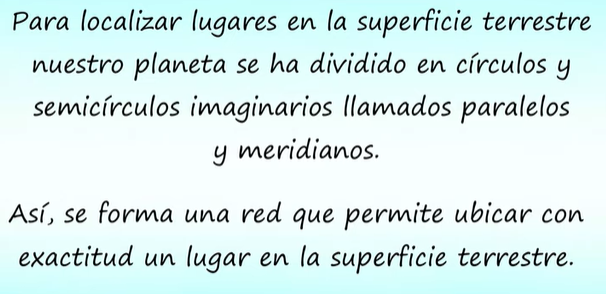 Para localizar lugares en la superficie terrestre
nuestro planeta se ha dividido en círculos y
semicírculos imaginarios llamados paralelos
y meridianos.
Así, se forma una red que permite ubicar con
exactitud un lugar en la superficie terrestre.